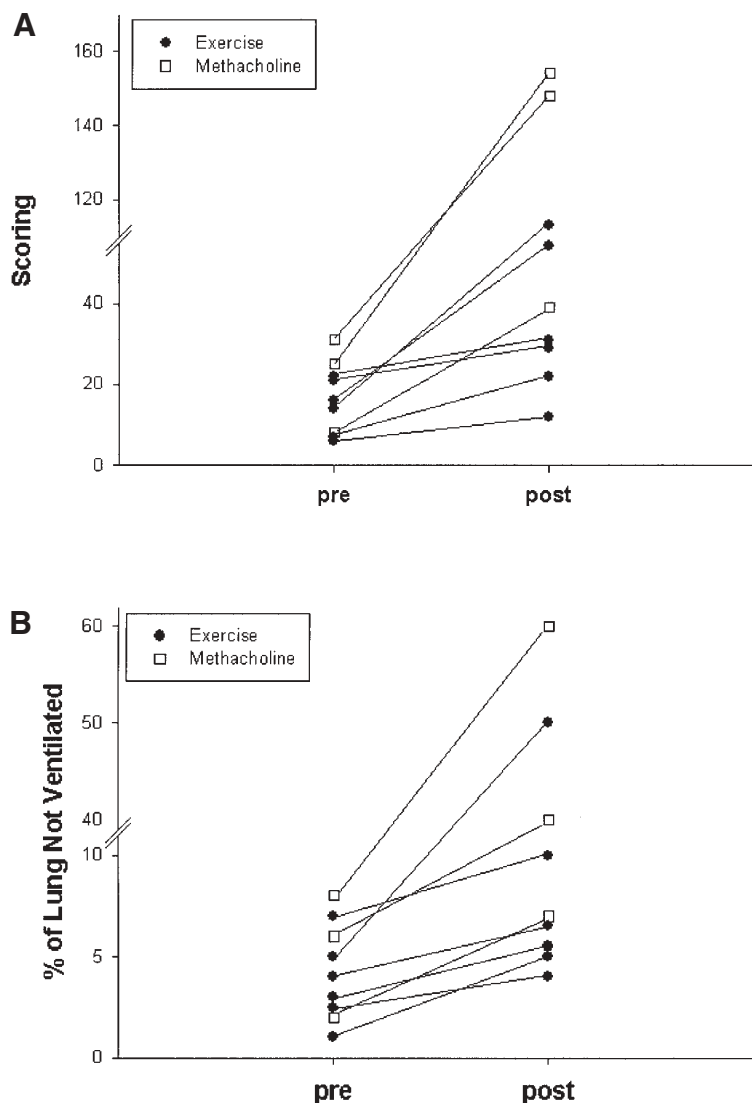 A
Exercise
Methacholine
160
140
120
40
20
0
Scoring
pre post
B
Exercise
Methacholine
60
50
40
10
5
0
% of Lung Not Ventilated
pre post